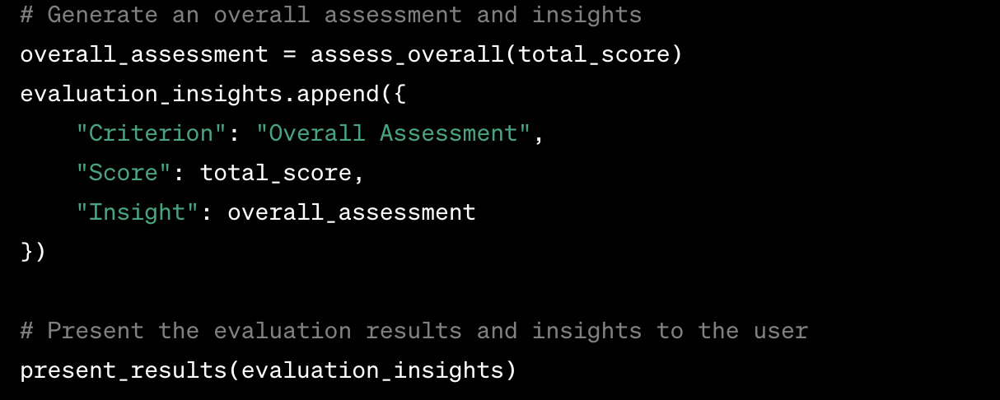 # Generate an overall assessment and insights
overall_assessment = assess_overall(total_score)
evaluation_insights.append({
    "Criterion": "Overall Assessment",
    "Score": total_score,
    "Insight": overall_assessment
})

# Present the evaluation results and insights to the user
present_results(evaluation_insights)